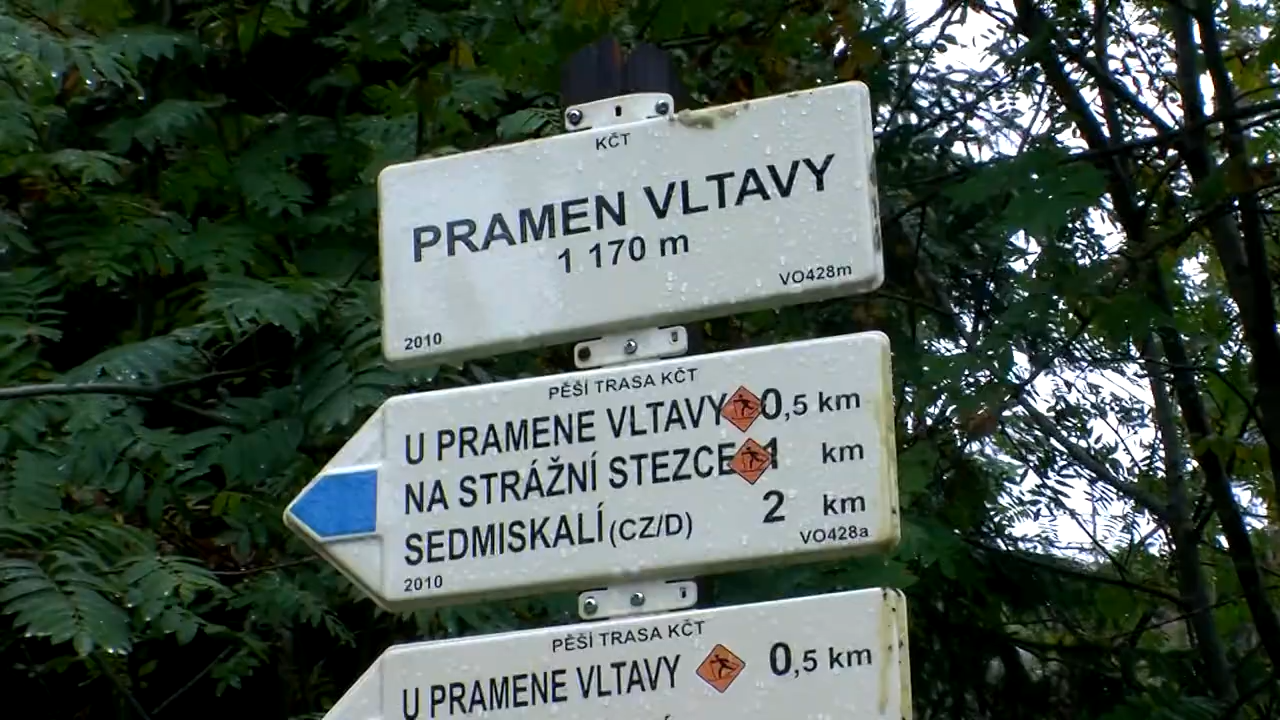 KČT
PRAMEN VLTAVY
1 170 m
VO428m
2010
PĚŠÍ TRASA KČT
U PRAMENE VLTAVY 0,5 km
NA STRÁŽNÍ STEZCE 1 km
SEDMISKALÍ (CZ/D) 2 km
VO428a
2010
PĚŠÍ TRASA KČT
U PRAMENE VLTAVY 0,5 km